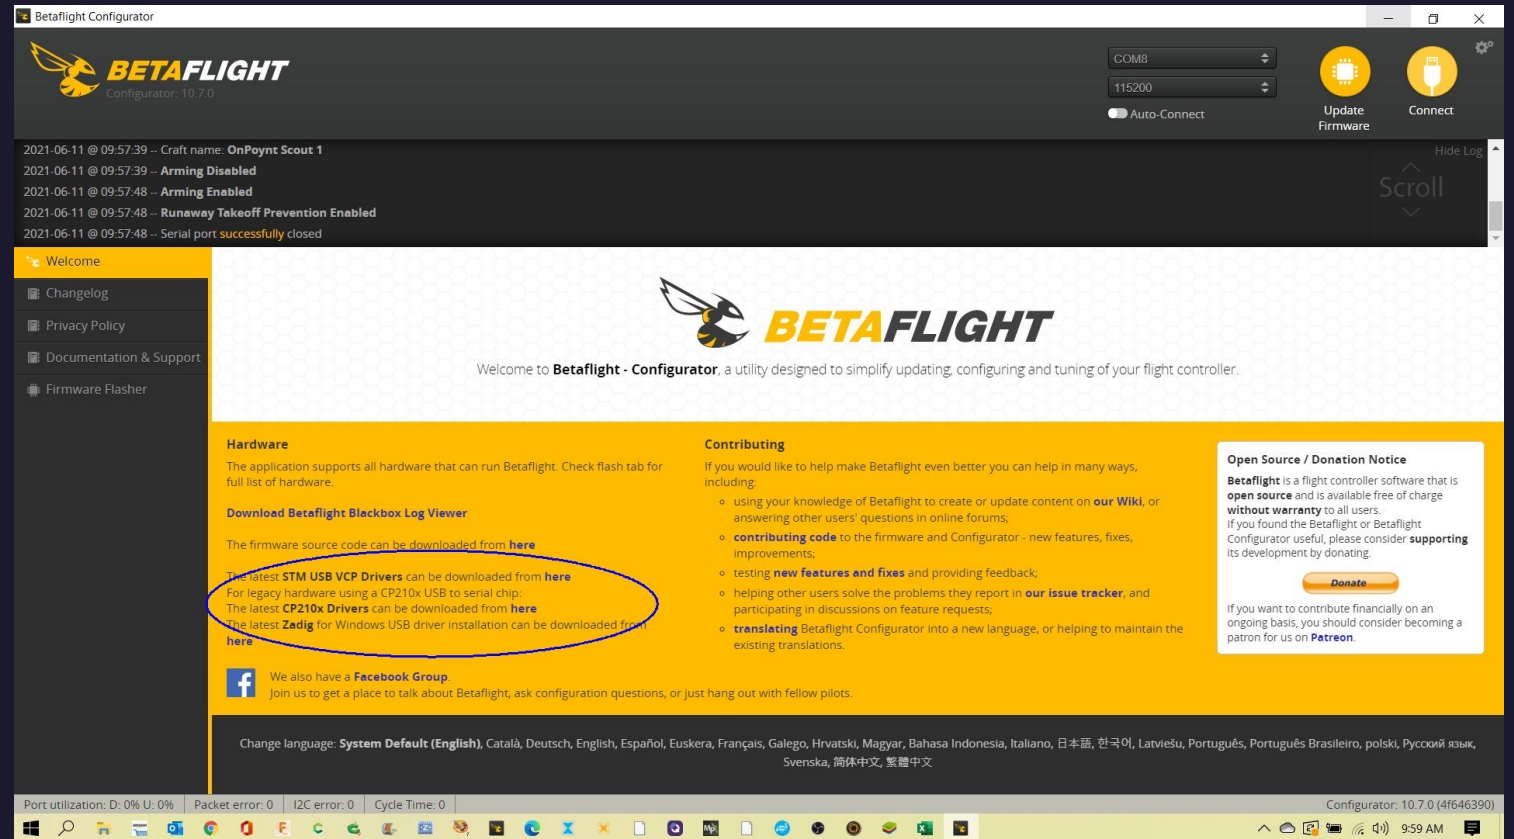 Betaflight Configurator
BETAFLIGHT
Configurator: 10.7.0
COM8
115200
Auto-Connect
Update
Firmware
Connect
2021-06-11 @ 09:57:39 -- Craft name: OnPoynt Scout 1
2021-06-11 @ 09:57:39 -- Arming Disabled
2021-06-11 @ 09:57:48 -- Arming Enabled
2021-06-11 @ 09:57:48 -- Runaway Takeoff Prevention Enabled
2021-06-11 @ 09:57:48 -- Serial port successfully closed
Hide Log
Scroll
Welcome
Changelog
Privacy Policy
Documentation & Support
Firmware Flasher
BETAFLIGHT
Welcome to Betaflight - Configurator, a utility designed to simplify updating, configuring and tuning of your flight controller.
Hardware
The application supports all hardware that can run Betaflight. Check flash tab for
full list of hardware.
Download Betaflight Blackbox Log Viewer
The firmware source code can be downloaded from here
The latest STM USB VCP Drivers can be downloaded from here
For legacy hardware using a CP210x USB to serial chip:
The latest CP210x Drivers can be downloaded from here
The latest Zadig for Windows USB driver installation can be downloaded from
here
We also have a Facebook Group.
Join us to get a place to talk about Betaflight, ask configuration questions, or just hang out with fellow pilots.
Contributing
If you would like to help make Betaflight even better you can help in many ways,
including:
using your knowledge of Betaflight to create or update content on our Wiki, or
answering other users' questions in online forums;
contributing code to the firmware and Configurator - new features, fixes,
improvements;
testing new features and fixes and providing feedback;
helping other users solve the problems they report in our issue tracker, and
participating in discussions on feature requests;
translating Betaflight Configurator into a new language, or helping to maintain the
existing translations.
Open Source / Donation Notice
Betaflight is a flight controller software that is
open source and is available free of charge
without warranty to all users.
If you found the Betaflight or Betaflight
Configurator useful, please consider supporting
its development by donating.
Donate
If you want to contribute financially on an
ongoing basis, you should consider becoming a
patron for us on Patreon.
Change language: System Default (English), Català, Deutsch, English, Español, Euskera, Français, Galego, Hrvatski, Magyar, Bahasa Indonesia, Italiano, 日本語, 한국어, Latviešu, Português, Português Brasileiro, polski, Русский язык,
Svenska, 简体中文, 繁體中文
Port utilization: D: 0% U: 0%
Packet error: 0
I2C error: 0
Cycle Time: 0
Configurator: 10.7.0 (4f646390)
9:59 AM